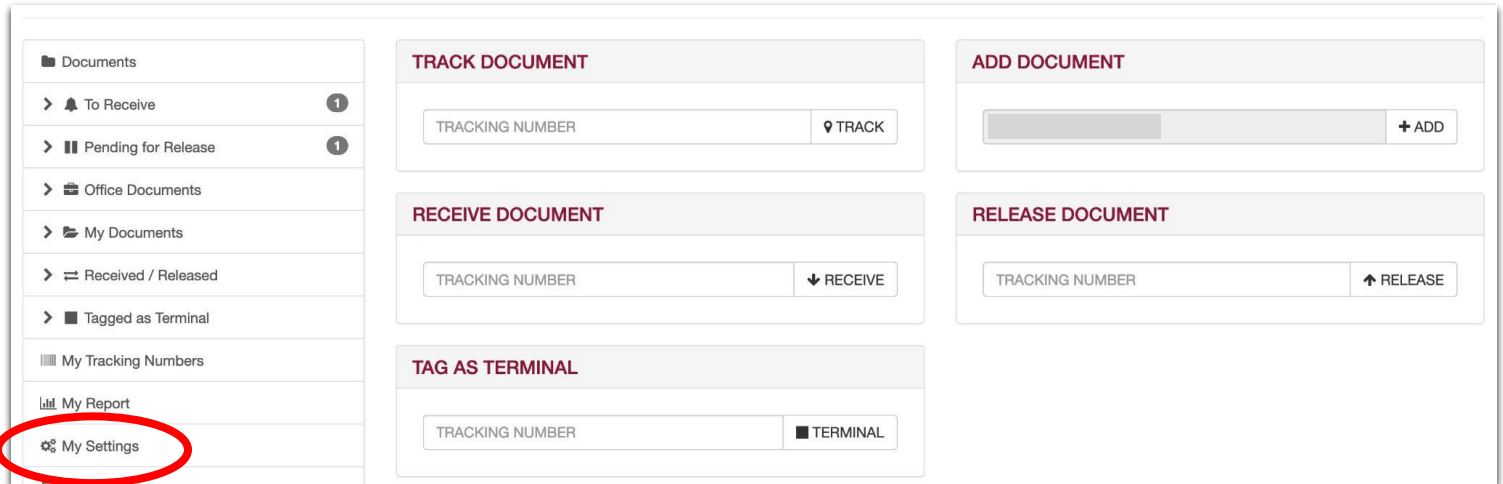 Documents
To Receive 1
Pending for Release 1
Office Documents
My Documents
Received / Released
Tagged as Terminal
My Tracking Numbers
My Report
My Settings
TRACK DOCUMENT
TRACKING NUMBER TRACK
ADD DOCUMENT
ADD
RECEIVE DOCUMENT
TRACKING NUMBER RECEIVE
RELEASE DOCUMENT
TRACKING NUMBER RELEASE
TAG AS TERMINAL
TRACKING NUMBER TERMINAL